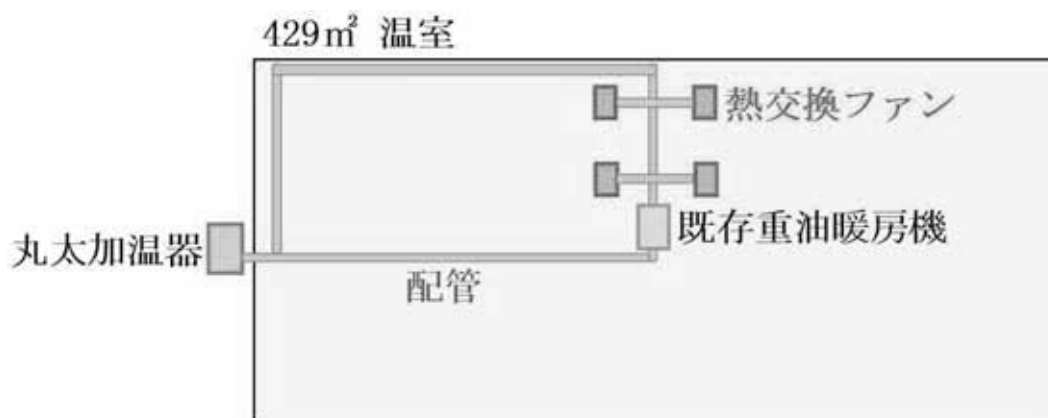 429㎡ 温室
熱交換ファン
既存重油暖房機
丸太加温器
配管